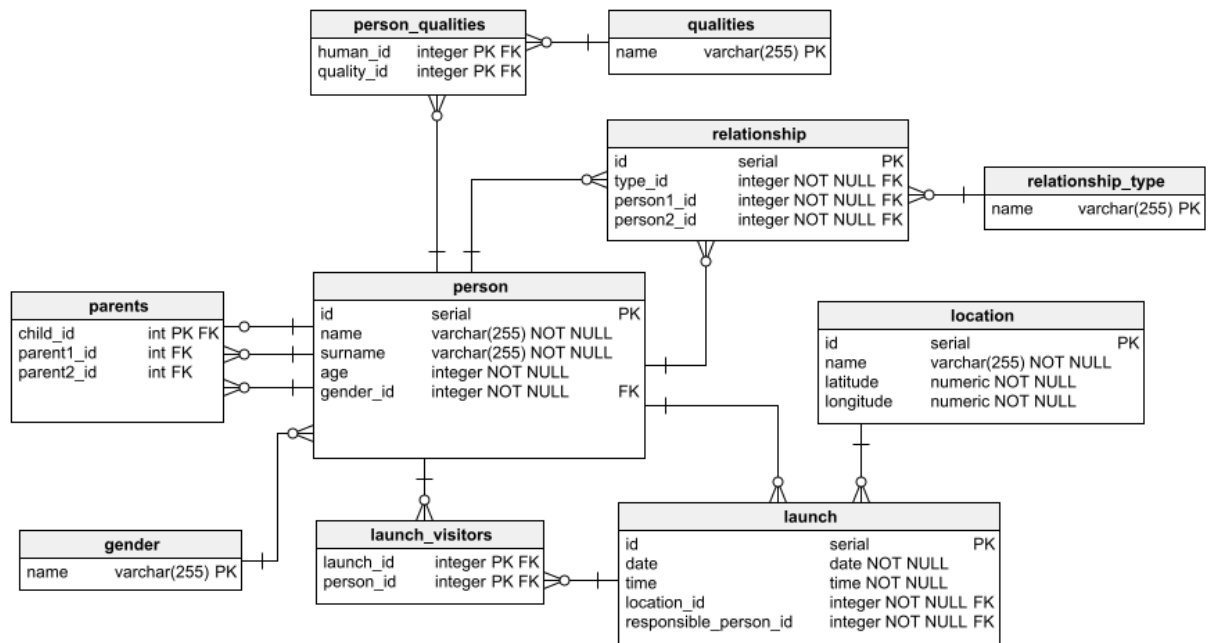 person_qualities
human_id integer PK FK
quality_id integer PK FK
qualities
name varchar(255) PK
relationship
id serial PK
type_id integer NOT NULL FK
person1_id integer NOT NULL FK
person2_id integer NOT NULL FK
relationship_type
name varchar(255) PK
parents
child_id int PK FK
parent1_id int FK
parent2_id int FK
person
id serial PK
name varchar(255) NOT NULL
surname varchar(255) NOT NULL
age integer NOT NULL
gender_id integer NOT NULL FK
location
id serial PK
name varchar(255) NOT NULL
latitude numeric NOT NULL
longitude numeric NOT NULL
gender
name varchar(255) PK
launch_visitors
launch_id integer PK FK
person_id integer PK FK
launch
id serial PK
date date NOT NULL
time time NOT NULL
location_id integer NOT NULL FK
responsible_person_id integer NOT NULL FK